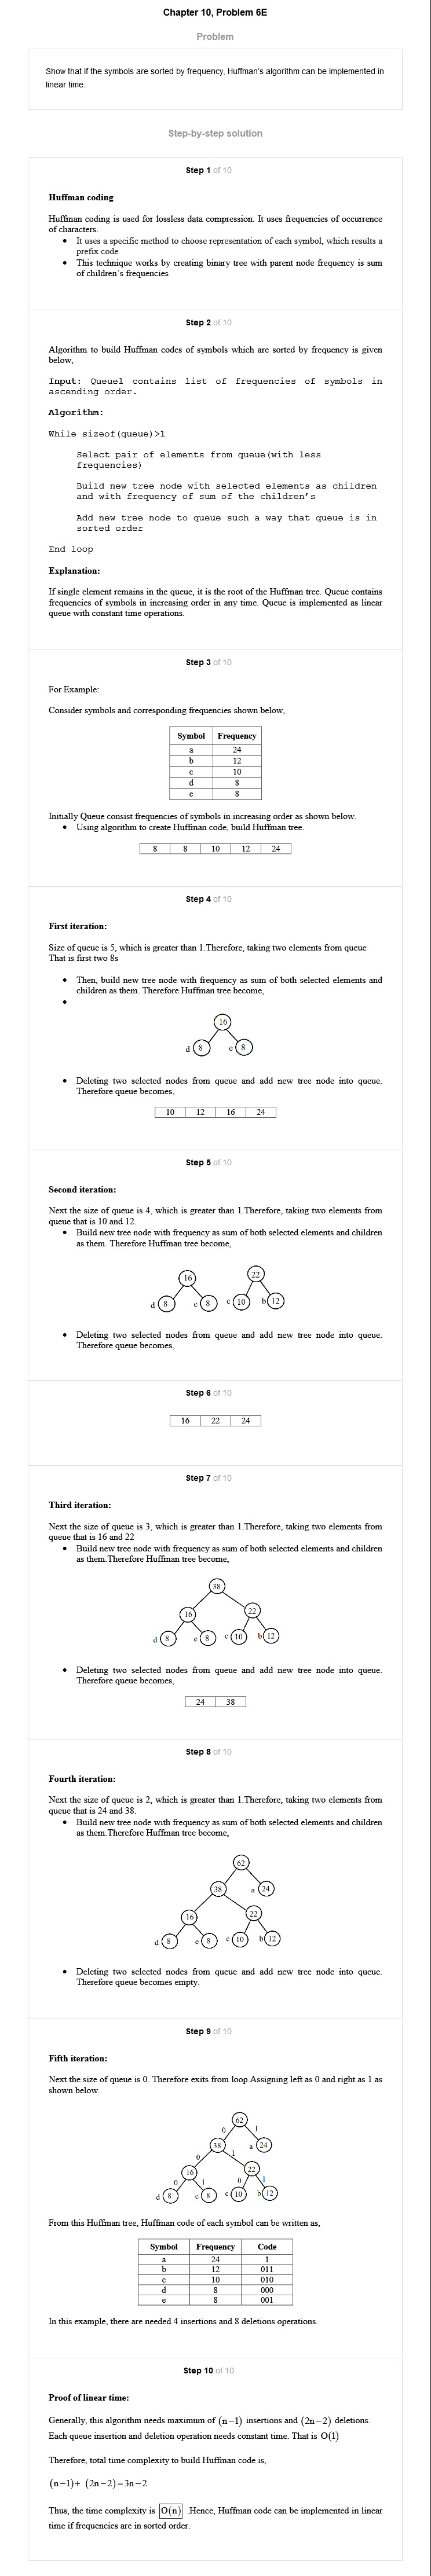 Chapter 10, Problem 6E
Problem
Show that if the symbols are sorted by frequency, Huffman's algorithm can be implemented in
linear time.
Step-by-step solution
Step 1 of 10
Huffman coding
Huffman coding is used for lossless data compression. It uses frequencies of occurrence
of characters.
• It uses a specific method to choose representation of each symbol, which results a
prefix code
• This technique works by creating binary tree with parent node frequency is sum
of children's frequencies
Step 2 of 10
Algorithm to build Huffman codes of symbols which are sorted by frequency is given
below,
Input: Queue1 contains list of frequencies of symbols in
ascending order.
Algorithm:
While sizeof(queue)>1
Select pair of elements from queue(with less
frequencies)
Build new tree node with selected elements as children
and with frequency of sum of the children's
Add new tree node to queue such a way that queue is in
sorted order
End loop
Explanation:
If single element remains in the queue, it is the root of the Huffman tree. Queue contains
frequencies of symbols in increasing order in any time. Queue is implemented as linear
queue with constant time operations.
Step 3 of 10
For Example:
Consider symbols and corresponding frequencies shown below,
Symbol Frequency
a 24
b 12
c 10
d 8
e 8
Initially Queue consist frequencies of symbols in increasing order as shown below.
• Using algorithm to create Huffman code, build Huffman tree.
8 8 10 12 24
Step 4 of 10
First iteration:
Size of queue is 5, which is greater than 1.Therefore, taking two elements from queue
That is first two 8s
• Then, build new tree node with frequency as sum of both selected elements and
children as them. Therefore Huffman tree become,
•
16
d 8 e 8
• Deleting two selected nodes from queue and add new tree node into queue.
Therefore queue becomes,
10 12 16 24
Step 5 of 10
Second iteration:
Next the size of queue is 4, which is greater than 1.Therefore, taking two elements from
queue that is 10 and 12.
• Build new tree node with frequency as sum of both selected elements and children
as them. Therefore Huffman tree become,
16 22
d 8 e 8 c 10 b 12
• Deleting two selected nodes from queue and add new tree node into queue.
Therefore queue becomes,
Step 6 of 10
16 22 24
Step 7 of 10
Third iteration:
Next the size of queue is 3, which is greater than 1.Therefore, taking two elements from
queue that is 16 and 22
• Build new tree node with frequency as sum of both selected elements and children
as them.Therefore Huffman tree become,
38
16 22
d 8 e 8 c 10 b 12
• Deleting two selected nodes from queue and add new tree node into queue.
Therefore queue becomes,
24 38
Step 8 of 10
Fourth iteration:
Next the size of queue is 2, which is greater than 1.Therefore, taking two elements from
queue that is 24 and 38.
• Build new tree node with frequency as sum of both selected elements and children
as them.Therefore Huffman tree become,
62
38 a 24
16 22
d 8 e 8 c 10 b 12
• Deleting two selected nodes from queue and add new tree node into queue.
Therefore queue becomes empty.
Step 9 of 10
Fifth iteration:
Next the size of queue is 0. Therefore exits from loop.Assigning left as 0 and right as 1 as
shown below.
62
0 1
38 a 24
0 1
16 22
0 1 0 1
d 8 e 8 c 10 b 12
From this Huffman tree, Huffman code of each symbol can be written as,
Symbol Frequency Code
a 24 1
b 12 011
c 10 010
d 8 000
e 8 001
In this example, there are needed 4 insertions and 8 deletions operations.
Step 10 of 10
Proof of linear time:
Generally, this algorithm needs maximum of (n−1) insertions and (2n−2) deletions.
Each queue insertion and deletion operation needs constant time. That is O(1)
Therefore, total time complexity to build Huffman code is,
(n−1)+ (2n−2)=3n−2
Thus, the time complexity is O(n) .Hence, Huffman code can be implemented in linear
time if frequencies are in sorted order.